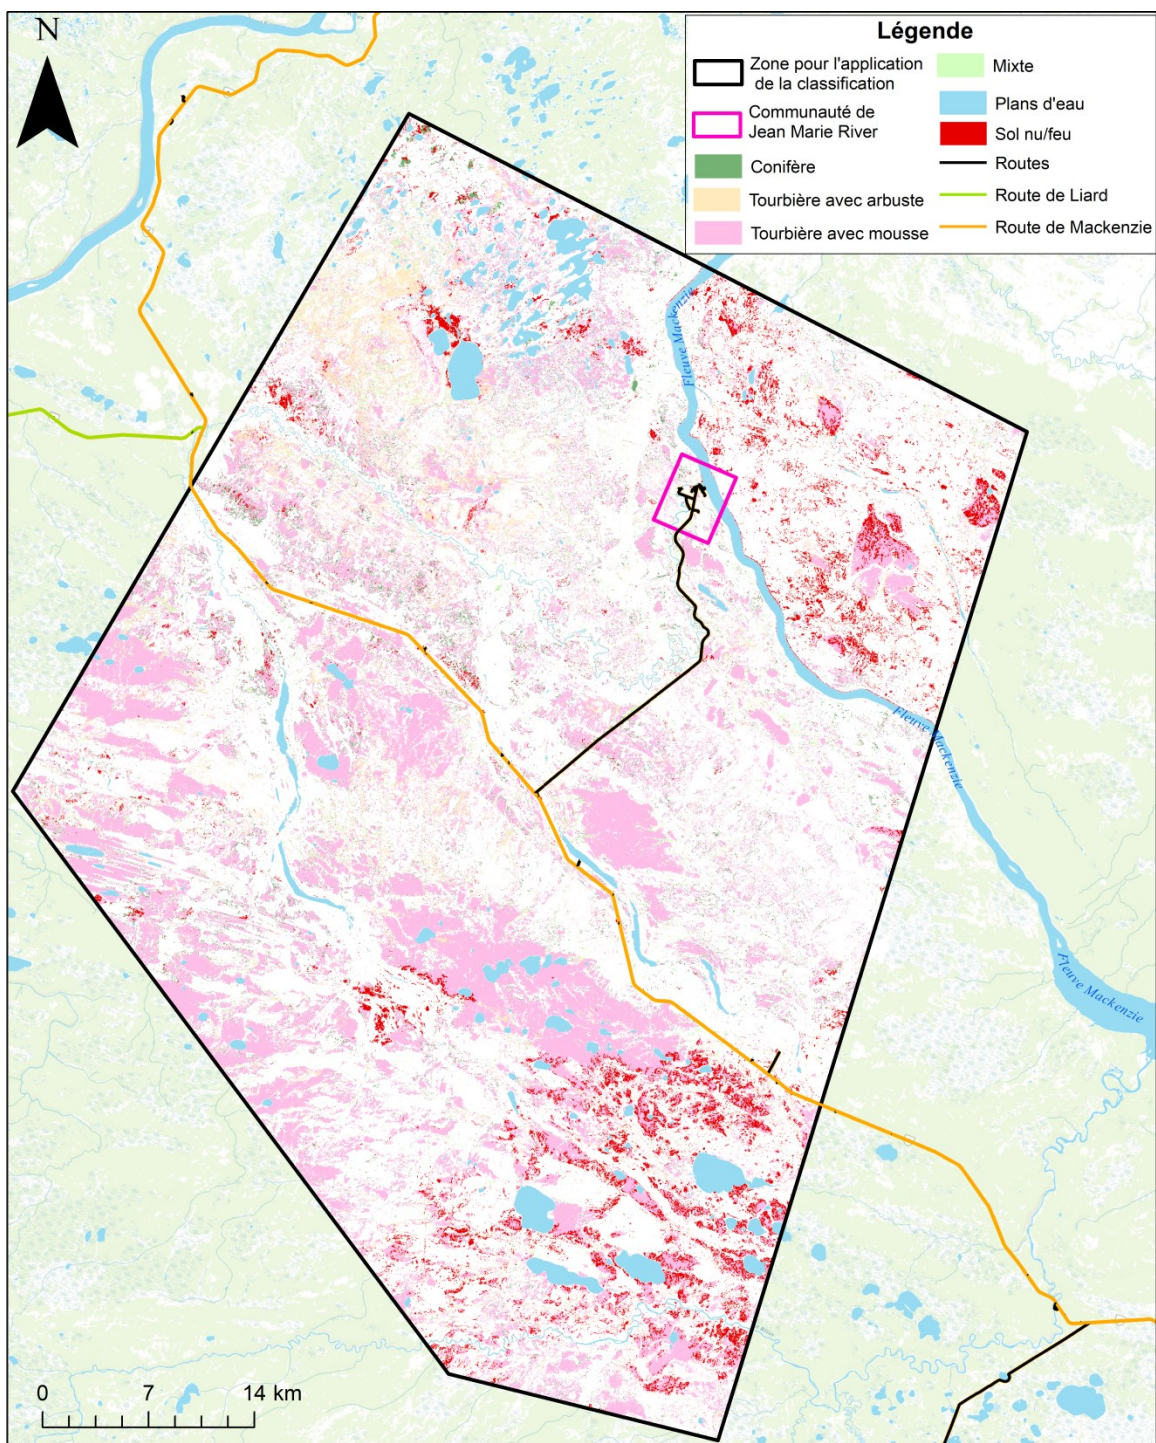 N
Légende
Zone pour l'application
de la classification
Communauté de
Jean Marie River
Conifère
Tourbière avec arbuste
Tourbière avec mousse
Mixte
Plans d'eau
Sol nu/feu
Routes
Route de Liard
Route de Mackenzie
Fleuve Mackenzie
Fleuve Mackenzie
Fleuve Mackenzie
0 7 14 km